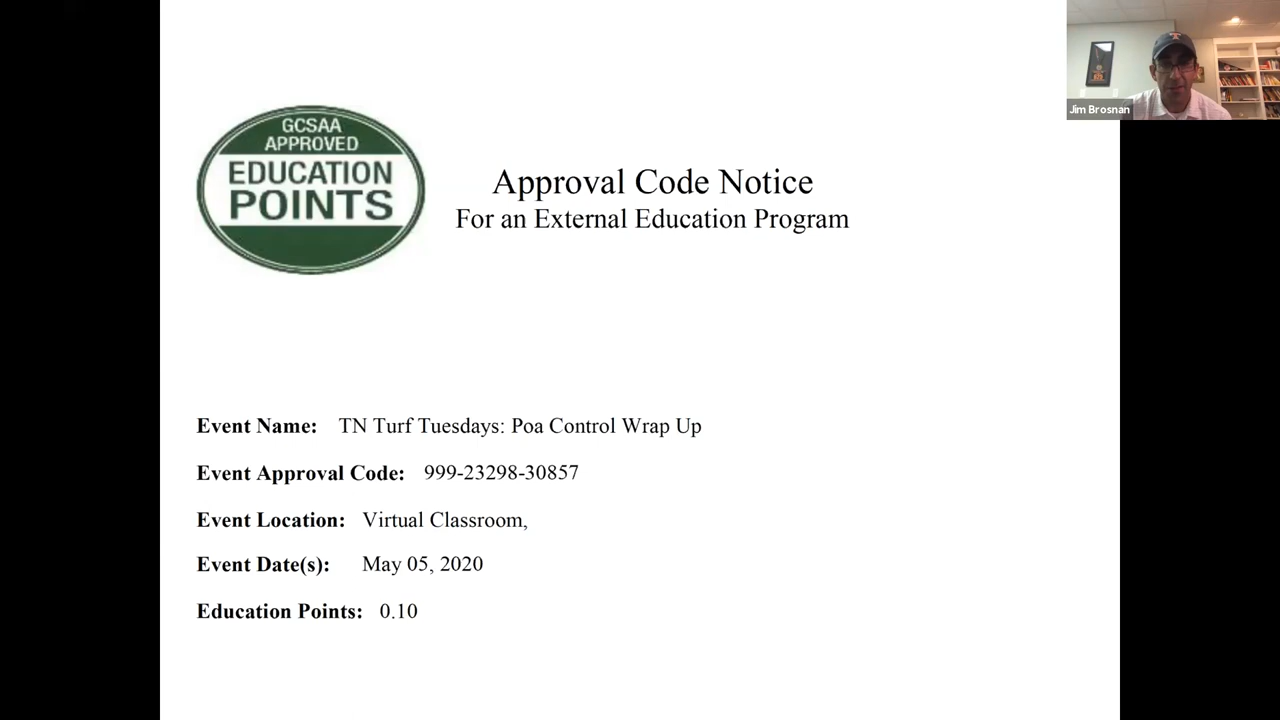 Jim Brosnan
GCSAA
APPROVED
EDUCATION
POINTS
Approval Code Notice
For an External Education Program
Event Name: TN Turf Tuesdays: Poa Control Wrap Up
Event Approval Code: 999-23298-30857
Event Location: Virtual Classroom,
Event Date(s): May 05, 2020
Education Points: 0.10